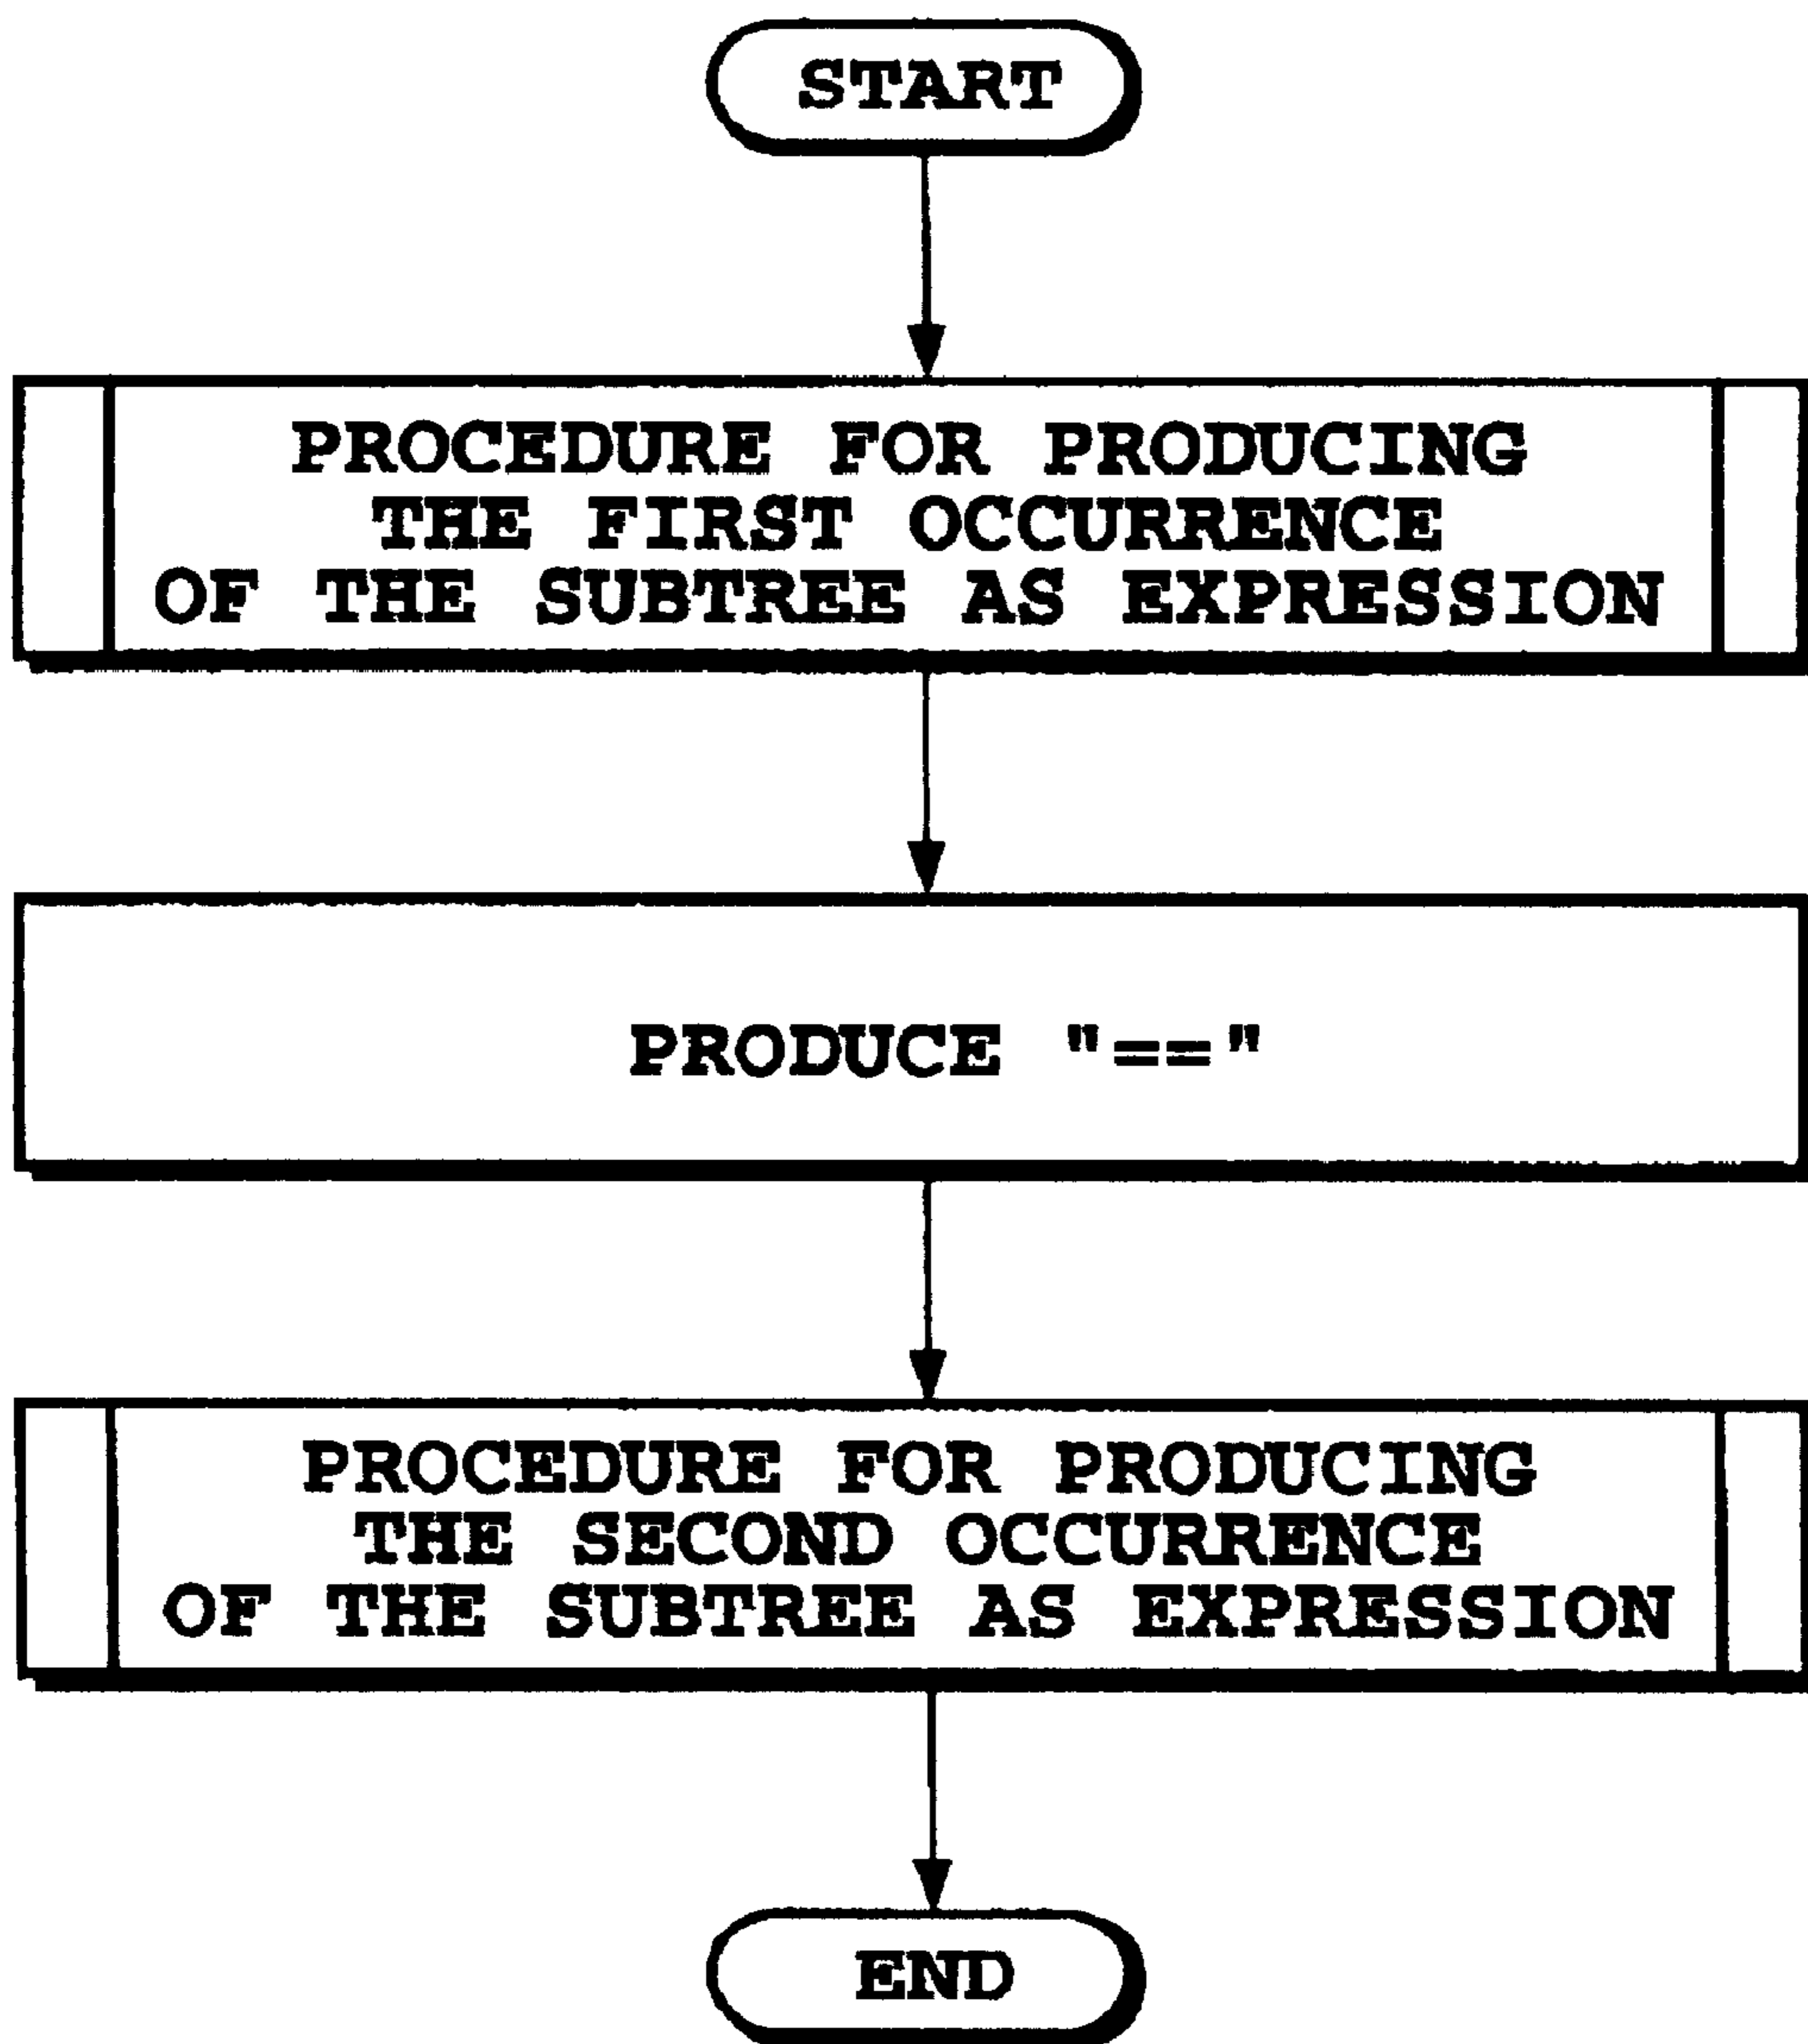 START
PROCEDURE FOR PRODUCING
THE FIRST OCCURRENCE
OF THE SUBTREE AS EXPRESSION
PRODUCE "=="
PROCEDURE FOR PRODUCING
THE SECOND OCCURRENCE
OF THE SUBTREE AS EXPRESSION
END